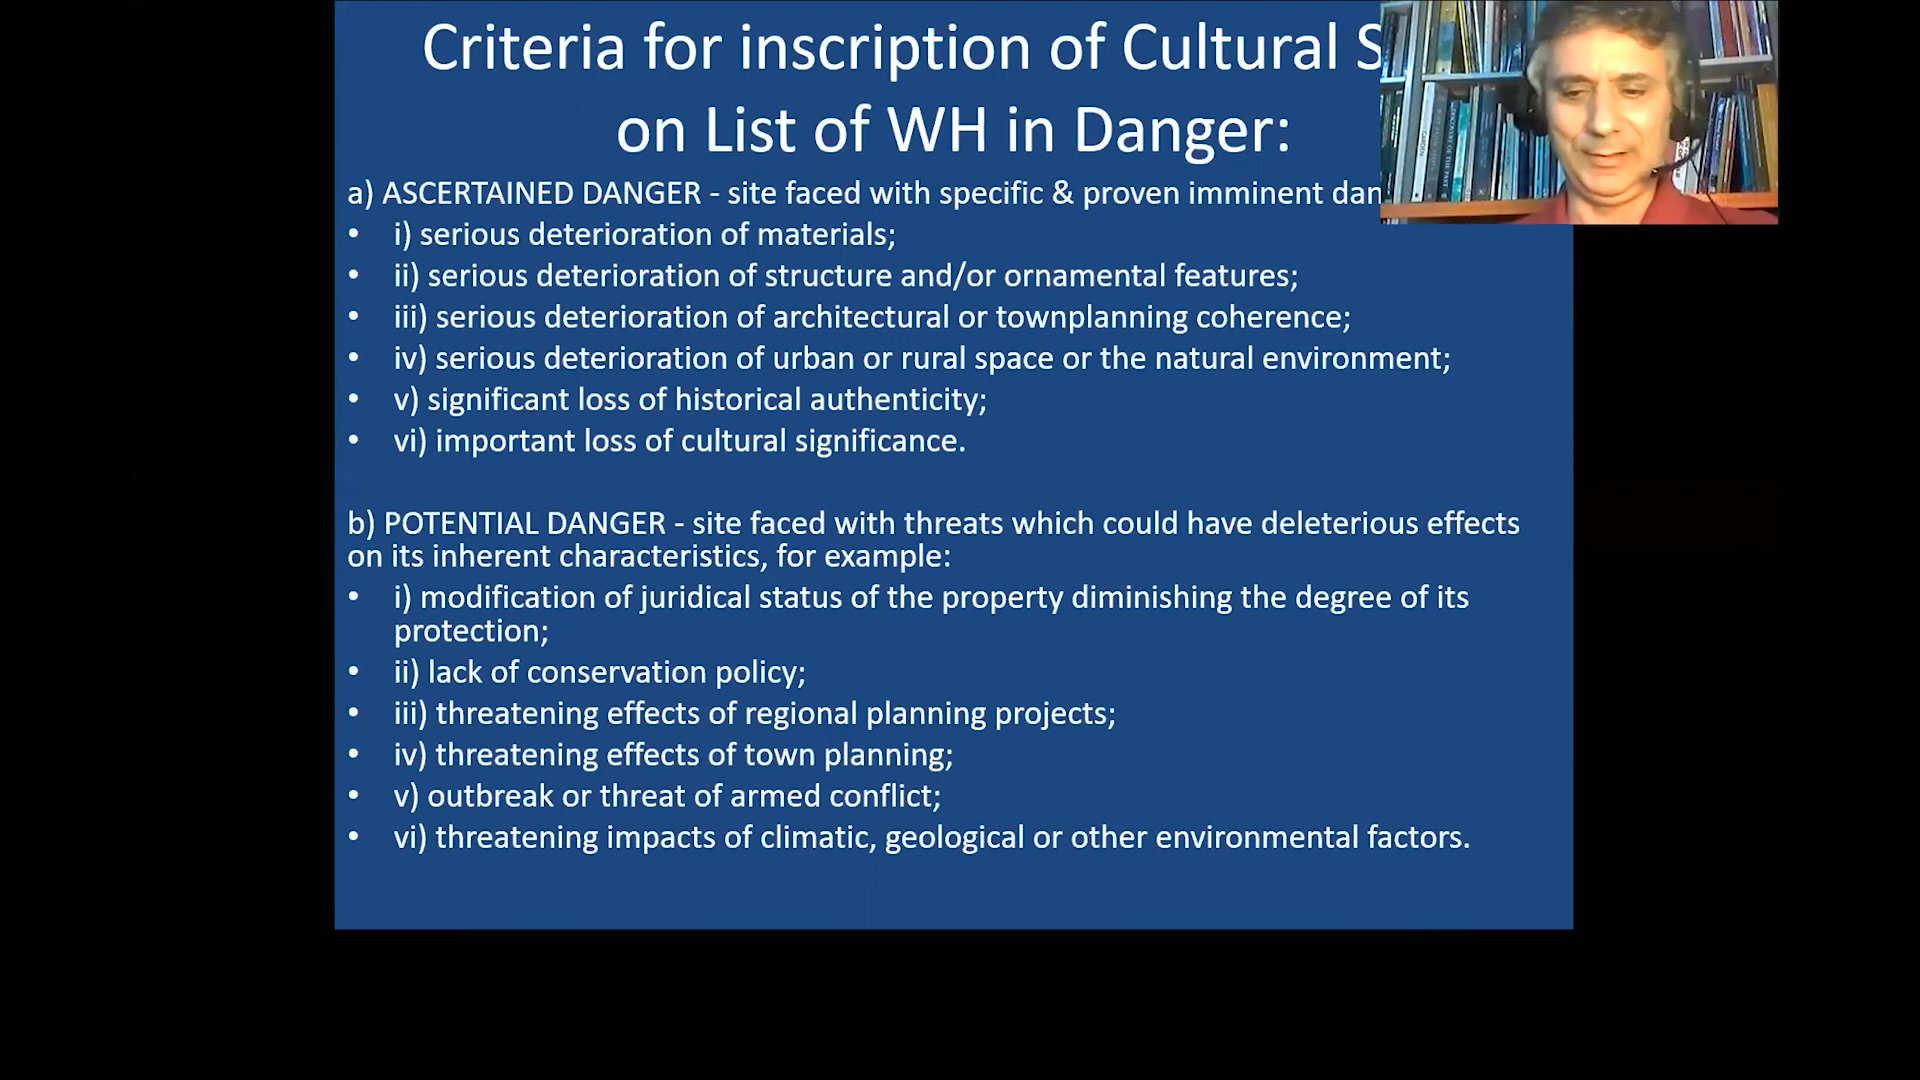 Criteria for inscription of Cultural S
on List of WH in Danger:
a) ASCERTAINED DANGER - site faced with specific & proven imminent dan
• i) serious deterioration of materials;
• ii) serious deterioration of structure and/or ornamental features;
• iii) serious deterioration of architectural or townplanning coherence;
• iv) serious deterioration of urban or rural space or the natural environment;
• v) significant loss of historical authenticity;
• vi) important loss of cultural significance.
b) POTENTIAL DANGER - site faced with threats which could have deleterious effects
on its inherent characteristics, for example:
• i) modification of juridical status of the property diminishing the degree of its
protection;
• ii) lack of conservation policy;
• iii) threatening effects of regional planning projects;
• iv) threatening effects of town planning;
• v) outbreak or threat of armed conflict;
• vi) threatening impacts of climatic, geological or other environmental factors.